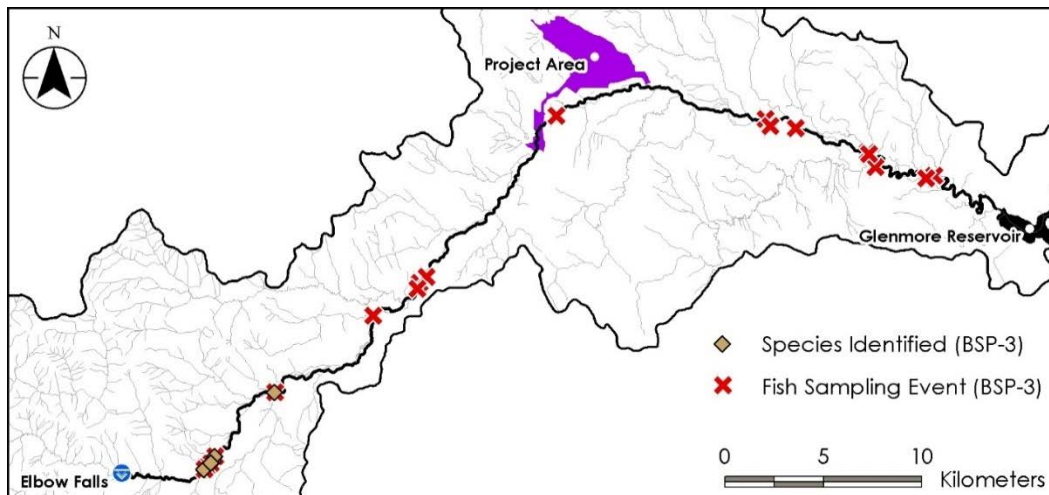 N
Project Area
Glenmore Reservoir
Species Identified (BSP-3)
Fish Sampling Event (BSP-3)
Elbow Falls
0 5 10
Kilometers